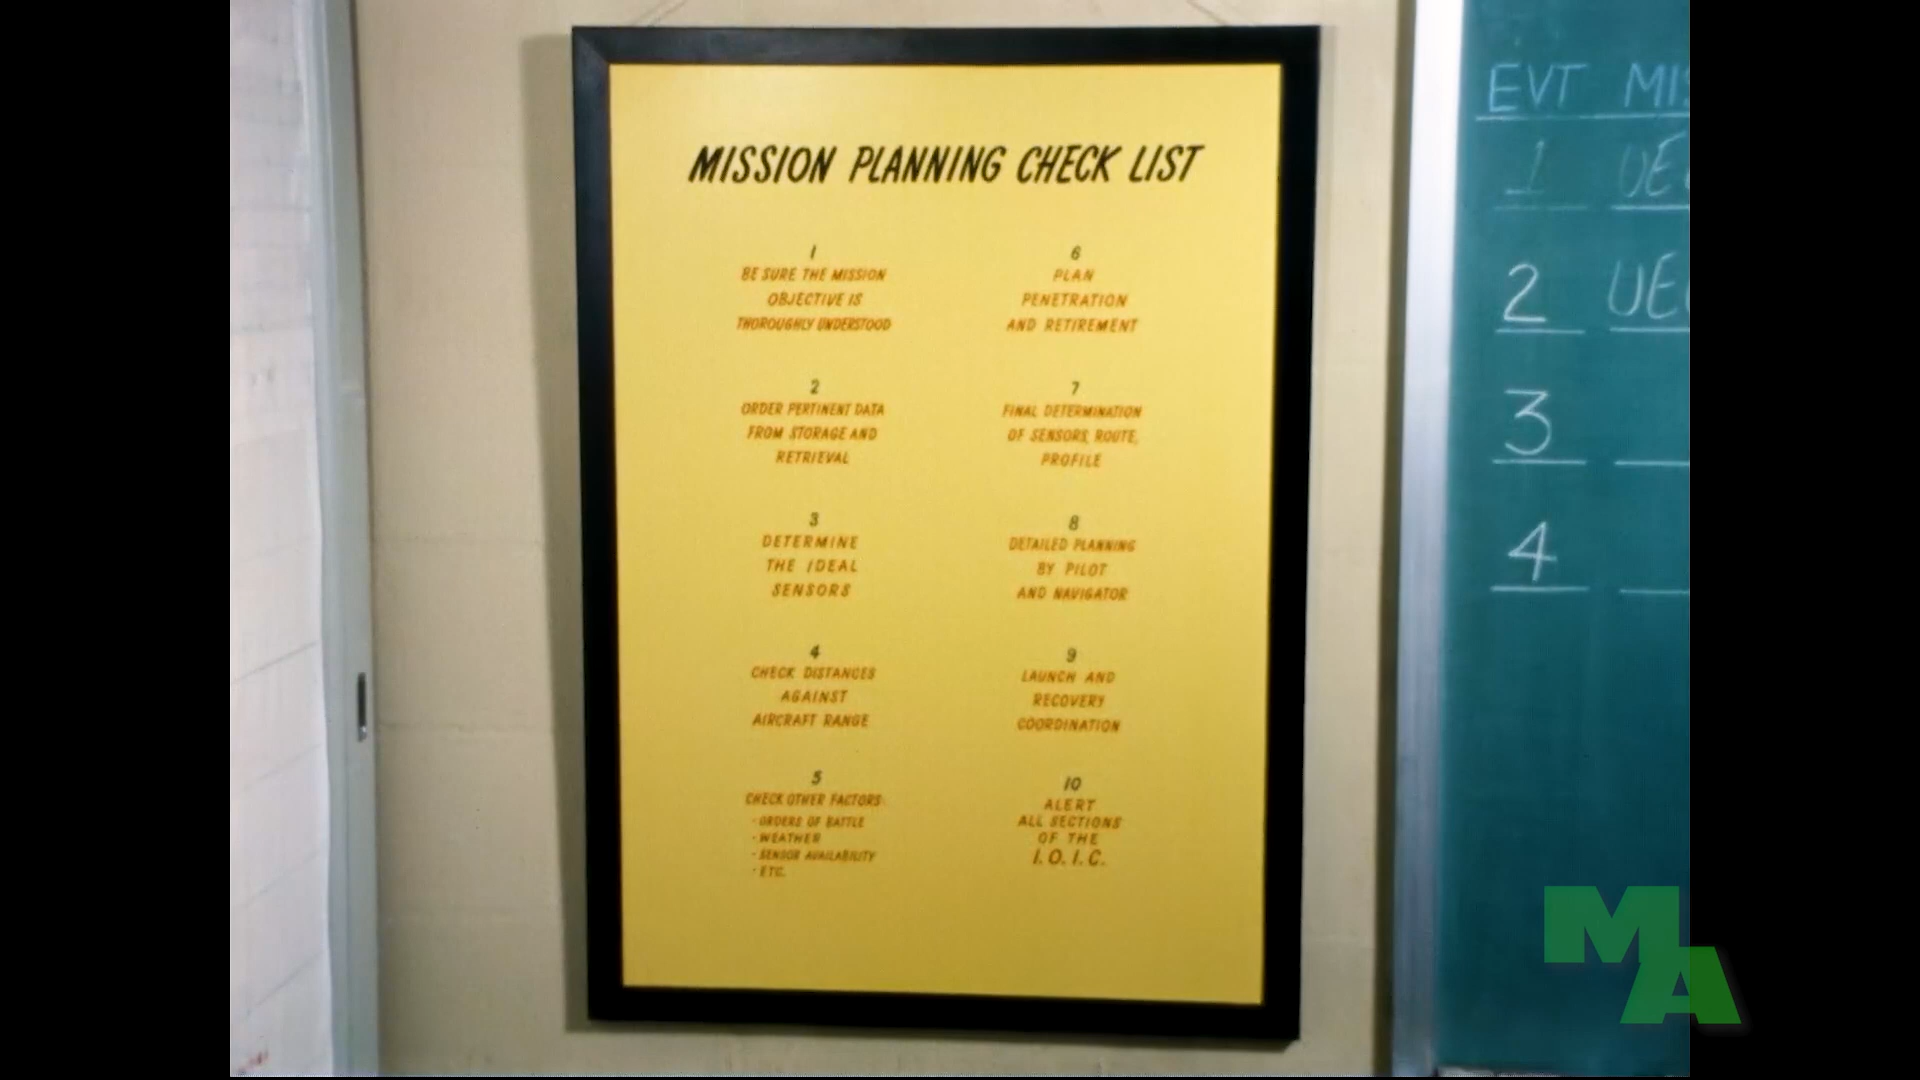 MISSION PLANNING CHECK LIST
1
BE SURE THE MISSION
OBJECTIVE IS
THOROUGHLY UNDERSTOOD
2
ORDER PERTINENT DATA
FROM STORAGE AND
RETRIEVAL
3
DETERMINE
THE IDEAL
SENSORS
4
CHECK DISTANCES
AGAINST
AIRCRAFT RANGE
5
CHECK OTHER FACTORS:
· ORDERS OF BATTLE
· WEATHER
· SENSOR AVAILABILITY
· ETC.
6
PLAN
PENETRATION
AND RETIREMENT
7
FINAL DETERMINATION
OF SENSORS, ROUTE,
PROFILE
8
DETAILED PLANNING
BY PILOT
AND NAVIGATOR
9
LAUNCH AND
RECOVERY
COORDINATION
10
ALERT
ALL SECTIONS
OF THE
I.O.I.C.
EVT MIS
1
2
3
4
MA